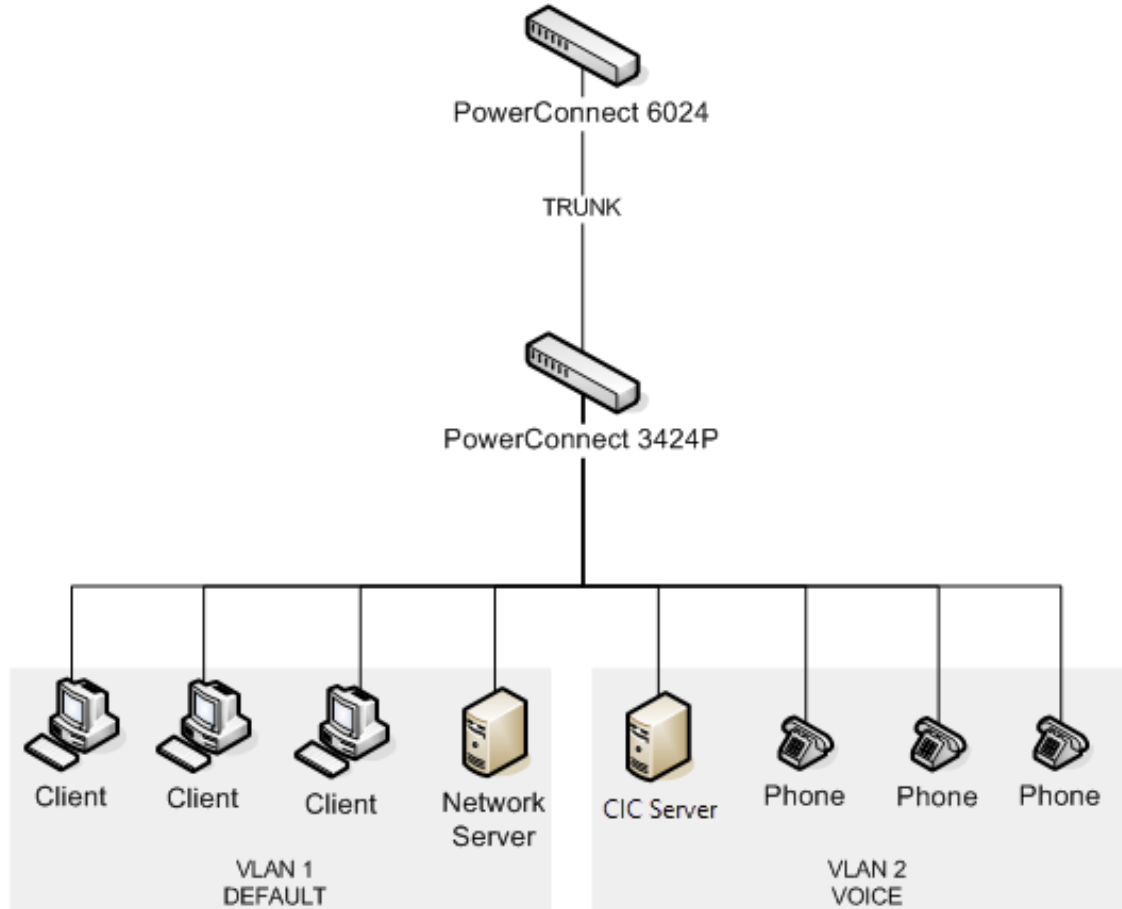 PowerConnect 6024
TRUNK
PowerConnect 3424P
Client
Client
Client
Network
Server
CIC Server
Phone
Phone
Phone
VLAN 1
DEFAULT
VLAN 2
VOICE